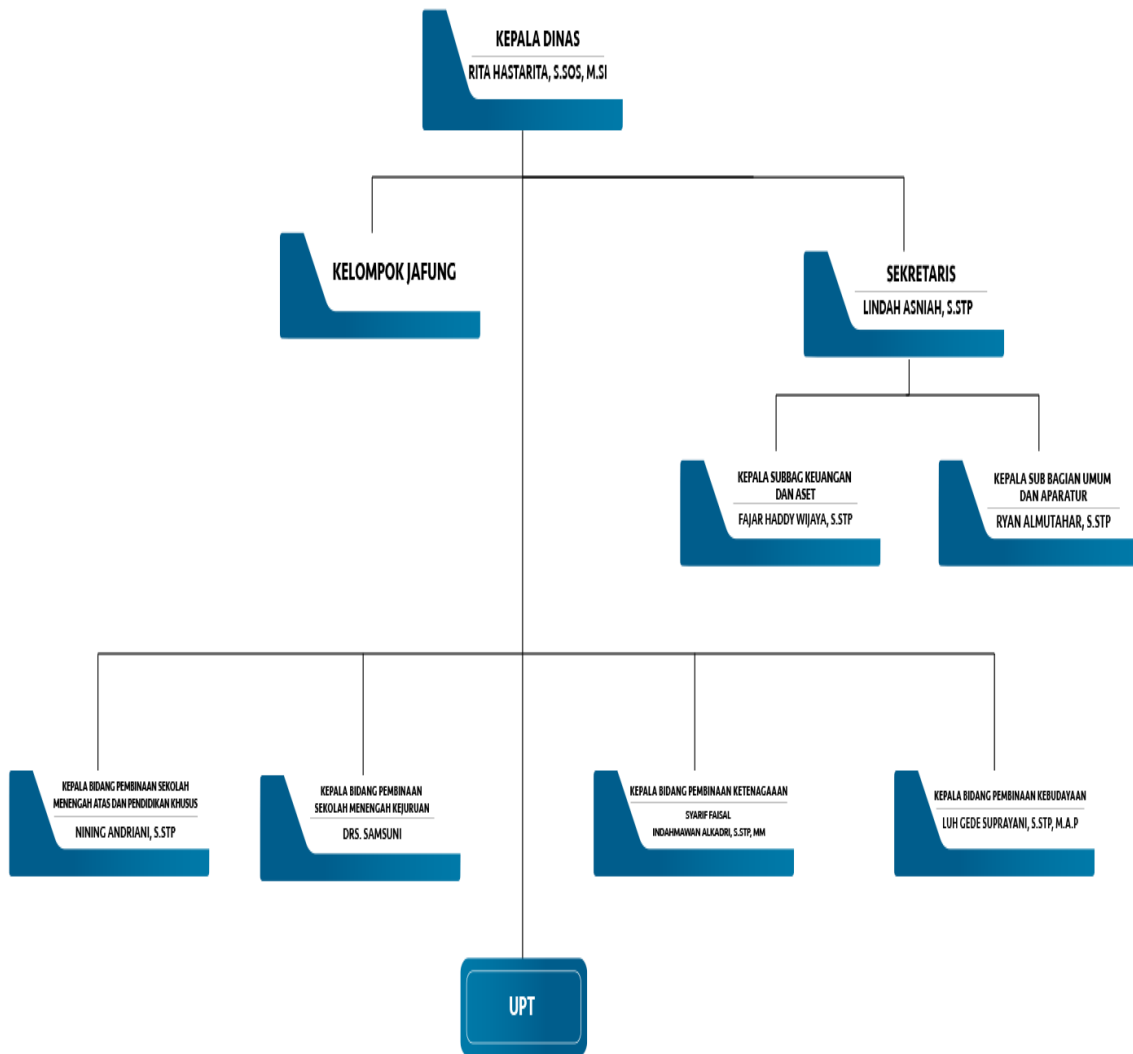 KEPALA DINAS
RITA HASTARITA, S.SOS, M.SI
KELOMPOK JAFUNG
SEKRETARIS
LINDAH ASNIAH, S.STP
KEPALA SUBBAG KEUANGAN
DAN ASET
FAJAR HADDY WIJAYA, S.STP
KEPALA SUB BAGIAN UMUM
DAN APARATUR
RYAN ALMUTAHAR, S.STP
KEPALA BIDANG PEMBINAAN SEKOLAH
MENENGAH ATAS DAN PENDIDIKAN KHUSUS
NINING ANDRIANI, S.STP
KEPALA BIDANG PEMBINAAN
SEKOLAH MENENGAH KEJURUAN
DRS. SAMSUNI
KEPALA BIDANG PEMBINAAN KETENAGAAAN
SYARIF FAISAL
INDAHMAWAN ALKADRI, S.STP, MM
KEPALA BIDANG PEMBINAAN KEBUDAYAAN
LUH GEDE SUPRAYANI, S.STP, M.A.P
UPT